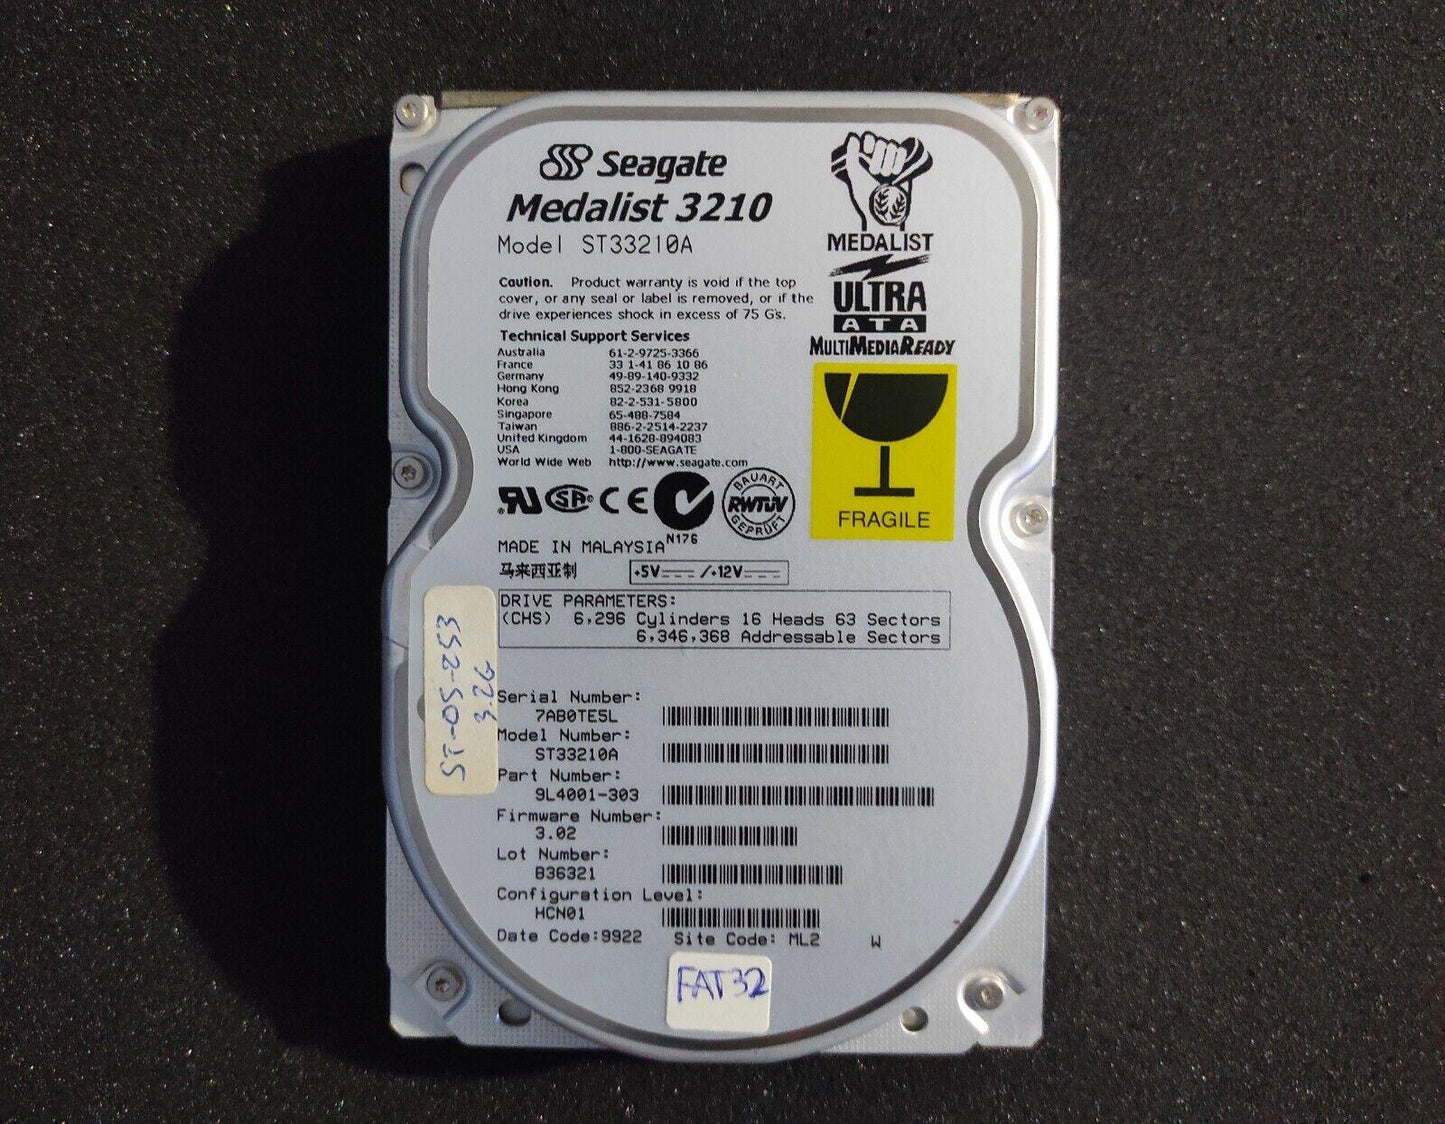 Seagate
Medalist 3210
Model ST33210A
Caution. Product warranty is void if the top
cover, or any seal or label is removed, or if the
drive experiences shock in excess of 75 G's.
Technical Support Services
Australia 61-2-9725-3366
France 33 1-41 86 10 86
Germany 49-89-140-9332
Hong Kong 852-2368 9918
Korea 82-2-531-5800
Singapore 65-488-7584
Taiwan 886-2-2514-2237
United Kingdom 44-1628-894083
USA 1-800-SEAGATE
World Wide Web http://www.seagate.com
MEDALIST
ULTRA
ATA
MULTIMEDIAREADY
FRAGILE
CE
N176
BAUART
RWTÜV
GEPRÜFT
MADE IN MALAYSIA
马来西亚制
+5V /+12V
DRIVE PARAMETERS:
(CHS) 6,296 Cylinders 16 Heads 63 Sectors
6,346,368 Addressable Sectors
ST-05-253
3.2G
Serial Number:
7AB0TE5L
Model Number:
ST33210A
Part Number:
9L4001-303
Firmware Number:
3.02
Lot Number:
B36321
Configuration Level:
HCN01
Date Code:9922 Site Code: ML2 W
FAT32